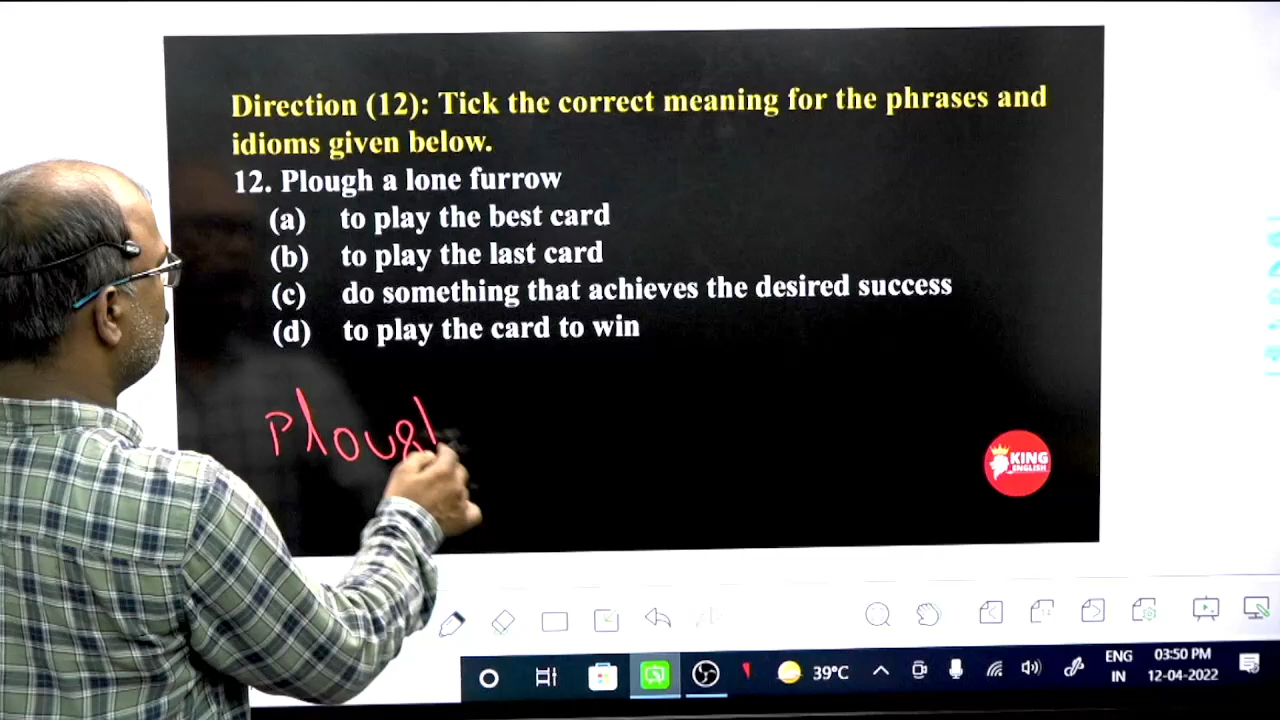 Direction (12): Tick the correct meaning for the phrases and
idioms given below.
12. Plough a lone furrow
(a) to play the best card
(b) to play the last card
(c) do something that achieves the desired success
(d) to play the card to win
Plough
KING
ENGLISH
12
39°C
ENG
IN
03:50 PM
12-04-2022